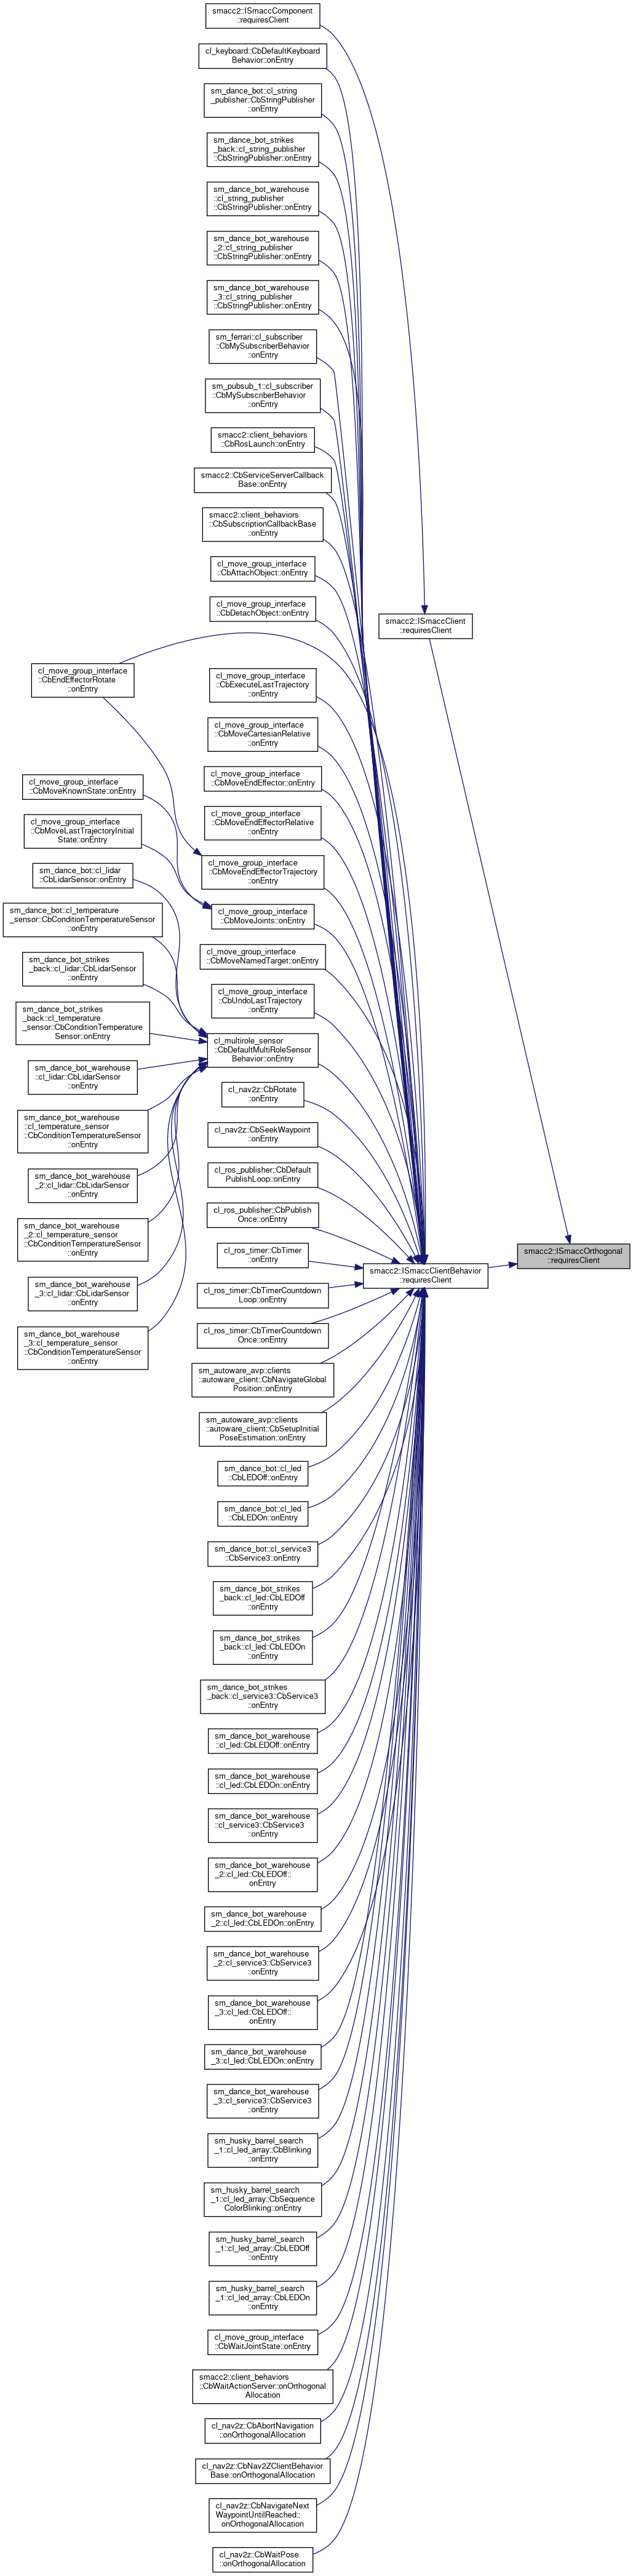 smacc2::ISmaccComponent
::requiresClient
cl_keyboard::CbDefaultKeyboard
Behavior::onEntry
sm_dance_bot::cl_string
_publisher::CbStringPublisher
::onEntry
sm_dance_bot_strikes
_back::cl_string_publisher
::CbStringPublisher::onEntry
sm_dance_bot_warehouse
::cl_string_publisher
::CbStringPublisher::onEntry
sm_dance_bot_warehouse
_2::cl_string_publisher
::CbStringPublisher::onEntry
sm_dance_bot_warehouse
_3::cl_string_publisher
::CbStringPublisher::onEntry
sm_ferrari::cl_subscriber
::CbMySubscriberBehavior
::onEntry
sm_pubsub_1::cl_subscriber
::CbMySubscriberBehavior
::onEntry
smacc2::client_behaviors
::CbRosLaunch::onEntry
smacc2::CbServiceServerCallback
Base::onEntry
smacc2::client_behaviors
::CbSubscriptionCallbackBase
::onEntry
cl_move_group_interface
::CbAttachObject::onEntry
cl_move_group_interface
::CbDetachObject::onEntry
smacc2::ISmaccClient
::requiresClient
cl_move_group_interface
::CbEndEffectorRotate
::onEntry
cl_move_group_interface
::CbExecuteLastTrajectory
::onEntry
cl_move_group_interface
::CbMoveCartesianRelative
::onEntry
cl_move_group_interface
::CbMoveEndEffector::onEntry
cl_move_group_interface
::CbMoveKnownState::onEntry
cl_move_group_interface
::CbMoveEndEffectorRelative
::onEntry
cl_move_group_interface
::CbMoveLastTrajectoryInitial
State::onEntry
cl_move_group_interface
::CbMoveEndEffectorTrajectory
::onEntry
sm_dance_bot::cl_lidar
::CbLidarSensor::onEntry
cl_move_group_interface
::CbMoveJoints::onEntry
sm_dance_bot::cl_temperature
_sensor::CbConditionTemperatureSensor
::onEntry
cl_move_group_interface
::CbMoveNamedTarget::onEntry
sm_dance_bot_strikes
_back::cl_lidar::CbLidarSensor
::onEntry
cl_move_group_interface
::CbUndoLastTrajectory
::onEntry
sm_dance_bot_strikes
_back::cl_temperature
_sensor::CbConditionTemperature
Sensor::onEntry
cl_multirole_sensor
::CbDefaultMultiRoleSensor
Behavior::onEntry
sm_dance_bot_warehouse
::cl_lidar::CbLidarSensor
::onEntry
cl_nav2z::CbRotate
::onEntry
sm_dance_bot_warehouse
::cl_temperature_sensor
::CbConditionTemperatureSensor
::onEntry
cl_nav2z::CbSeekWaypoint
::onEntry
sm_dance_bot_warehouse
_2::cl_lidar::CbLidarSensor
::onEntry
cl_ros_publisher::CbDefault
PublishLoop::onEntry
cl_ros_publisher::CbPublish
Once::onEntry
sm_dance_bot_warehouse
_2::cl_temperature_sensor
::CbConditionTemperatureSensor
::onEntry
cl_ros_timer::CbTimer
::onEntry
smacc2::ISmaccOrthogonal
::requiresClient
smacc2::ISmaccClientBehavior
::requiresClient
sm_dance_bot_warehouse
_3::cl_lidar::CbLidarSensor
::onEntry
cl_ros_timer::CbTimerCountdown
Loop::onEntry
sm_dance_bot_warehouse
_3::cl_temperature_sensor
::CbConditionTemperatureSensor
::onEntry
cl_ros_timer::CbTimerCountdown
Once::onEntry
sm_autoware_avp::clients
::autoware_client::CbNavigateGlobal
Position::onEntry
sm_autoware_avp::clients
::autoware_client::CbSetupInitial
PoseEstimation::onEntry
sm_dance_bot::cl_led
::CbLEDOff::onEntry
sm_dance_bot::cl_led
::CbLEDOn::onEntry
sm_dance_bot::cl_service3
::CbService3::onEntry
sm_dance_bot_strikes
_back::cl_led::CbLEDOff
::onEntry
sm_dance_bot_strikes
_back::cl_led::CbLEDOn
::onEntry
sm_dance_bot_strikes
_back::cl_service3::CbService3
::onEntry
sm_dance_bot_warehouse
::cl_led::CbLEDOff::onEntry
sm_dance_bot_warehouse
::cl_led::CbLEDOn::onEntry
sm_dance_bot_warehouse
::cl_service3::CbService3
::onEntry
sm_dance_bot_warehouse
_2::cl_led::CbLEDOff::
onEntry
sm_dance_bot_warehouse
_2::cl_led::CbLEDOn::onEntry
sm_dance_bot_warehouse
_2::cl_service3::CbService3
::onEntry
sm_dance_bot_warehouse
_3::cl_led::CbLEDOff::
onEntry
sm_dance_bot_warehouse
_3::cl_led::CbLEDOn::onEntry
sm_dance_bot_warehouse
_3::cl_service3::CbService3
::onEntry
sm_husky_barrel_search
_1::cl_led_array::CbBlinking
::onEntry
sm_husky_barrel_search
_1::cl_led_array::CbSequence
ColorBlinking::onEntry
sm_husky_barrel_search
_1::cl_led_array::CbLEDOff
::onEntry
sm_husky_barrel_search
_1::cl_led_array::CbLEDOn
::onEntry
cl_move_group_interface
::CbWaitJointState::onEntry
smacc2::client_behaviors
::CbWaitActionServer::onOrthogonal
Allocation
cl_nav2z::CbAbortNavigation
::onOrthogonalAllocation
cl_nav2z::CbNav2ZClientBehavior
Base::onOrthogonalAllocation
cl_nav2z::CbNavigateNext
WaypointUntilReached::
onOrthogonalAllocation
cl_nav2z::CbWaitPose
::onOrthogonalAllocation